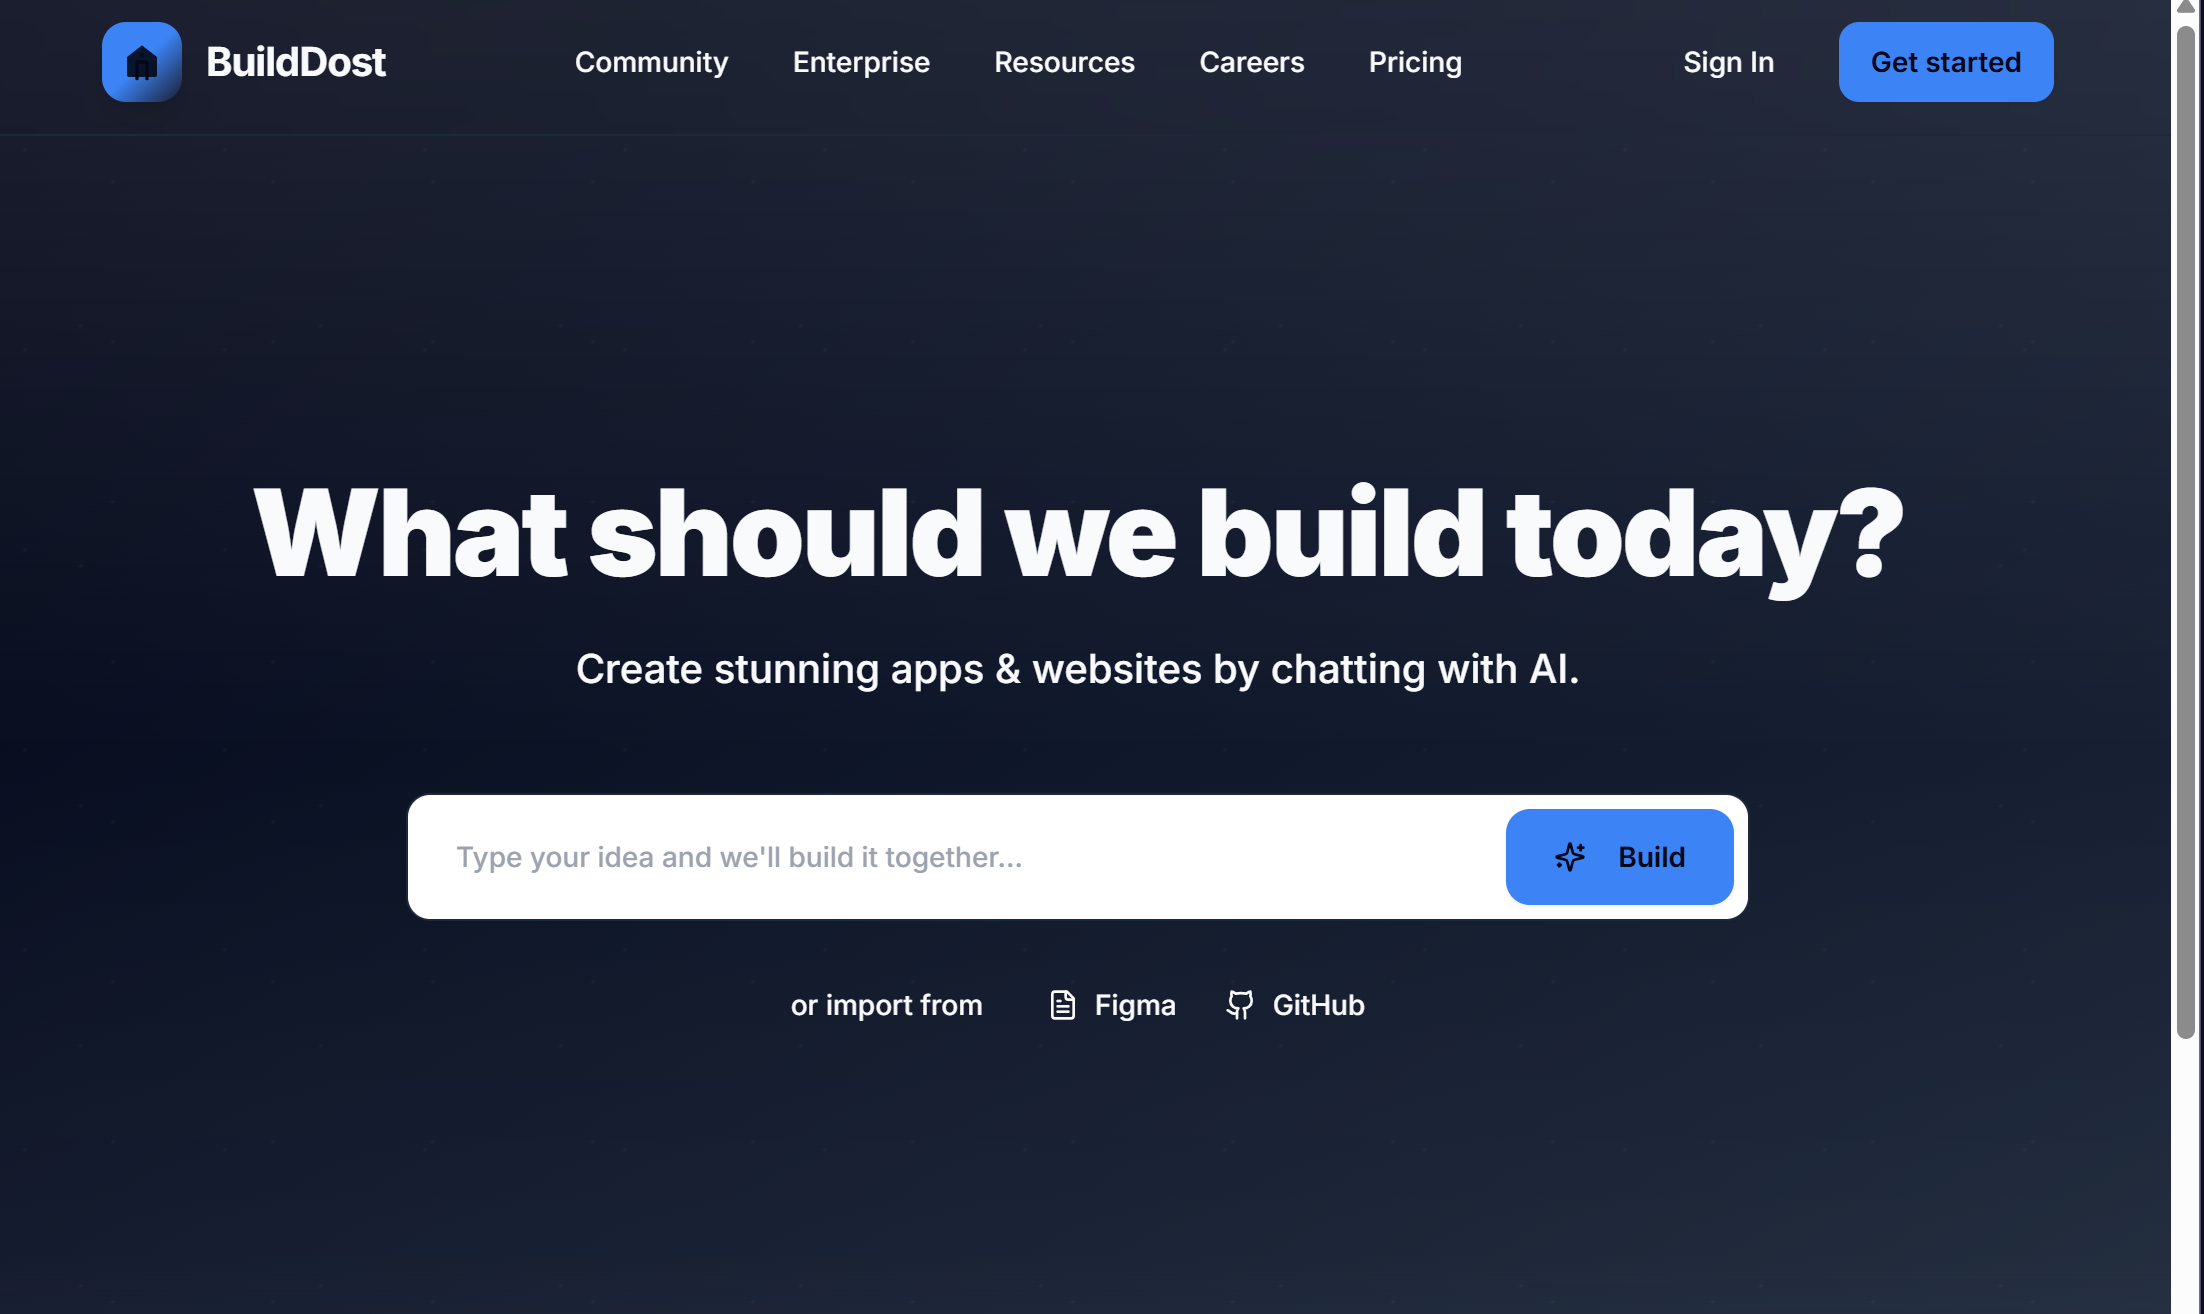 BuildDost
Community Enterprise Resources Careers Pricing
Sign In
Get started
What should we build today?
Create stunning apps & websites by chatting with AI.
Type your idea and we'll build it together...
Build
or import from
Figma
GitHub